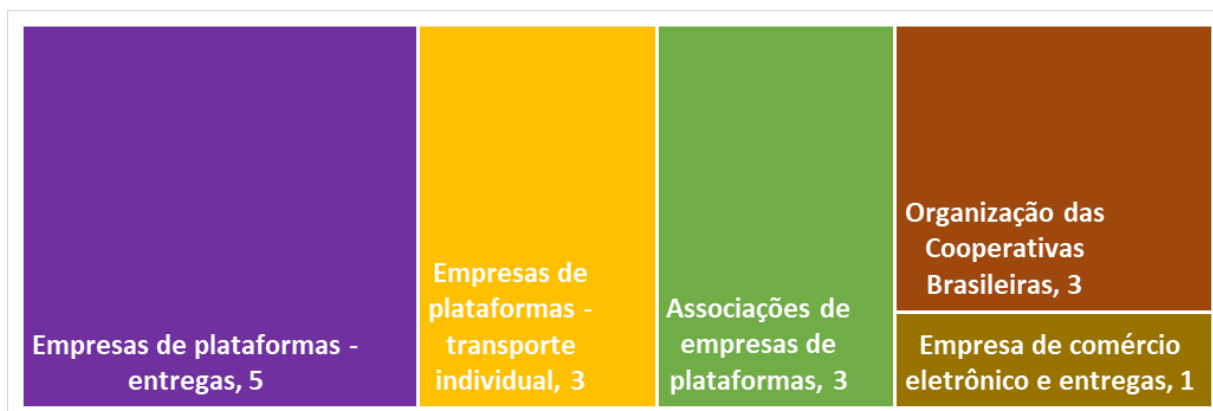 Empresas de plataformas -
entregas, 5
Empresas de
plataformas -
transporte
individual, 3
Associações de
empresas de
plataformas, 3
Organização das
Cooperativas
Brasileiras, 3
Empresa de comércio
eletrônico e entregas, 1